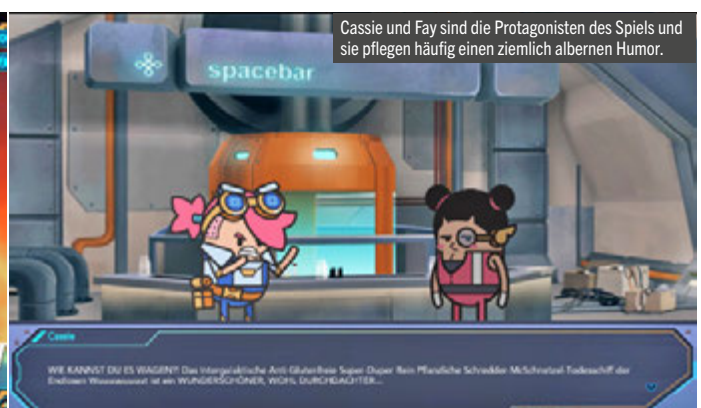 Cassie und Fay sind die Protagonisten des Spiels und
sie pflegen häufig einen ziemlich albernen Humor.
spacebar
Cassie
WIE KANNST DU ES WAGEN?! Das Intergalaktische Anti Glutenfreie Super-Duper Rein Pflanzliche Schredder McSchnetzel-Todesschiff der
Endlosen ist ein WUNDERSCHÖNER, WOHL DURCHDACHTER...